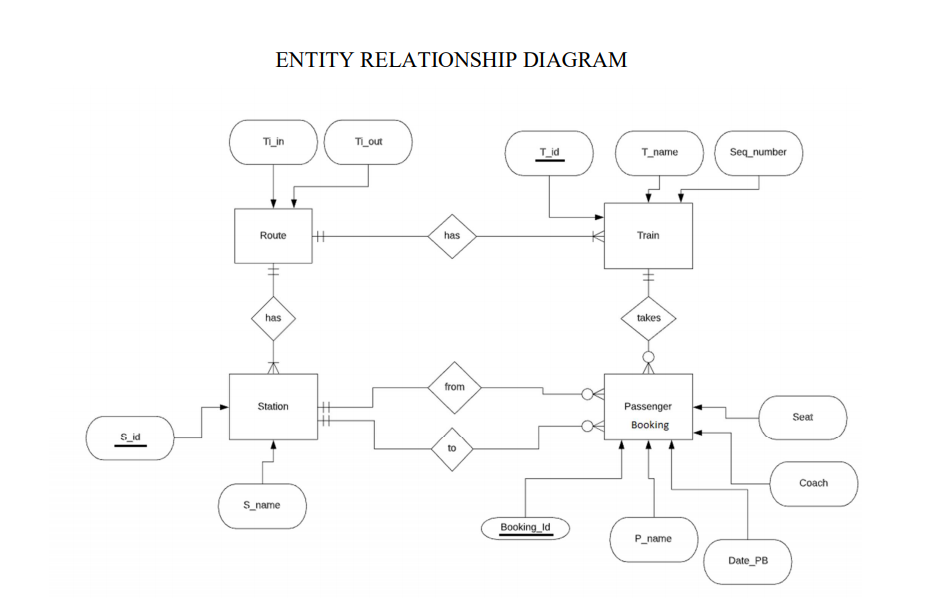 ENTITY RELATIONSHIP DIAGRAM
Ti_in
Ti_out
T_id
T_name
Seq_number
Route
has
Train
has
takes
Station
from
Passenger
Booking
Seat
S_id
to
Coach
S_name
Booking_Id
P_name
Date_PB